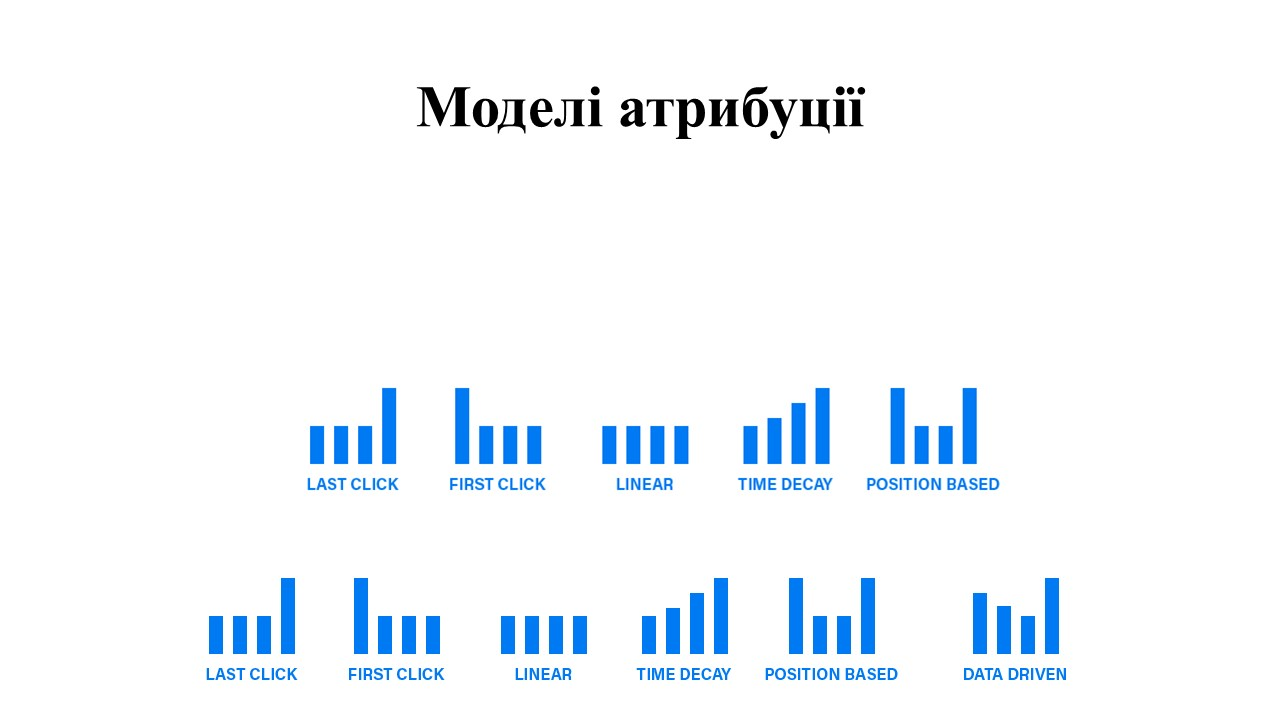 Моделі атрибуції
LAST CLICK FIRST CLICK LINEAR TIME DECAY POSITION BASED
LAST CLICK FIRST CLICK LINEAR TIME DECAY POSITION BASED DATA DRIVEN